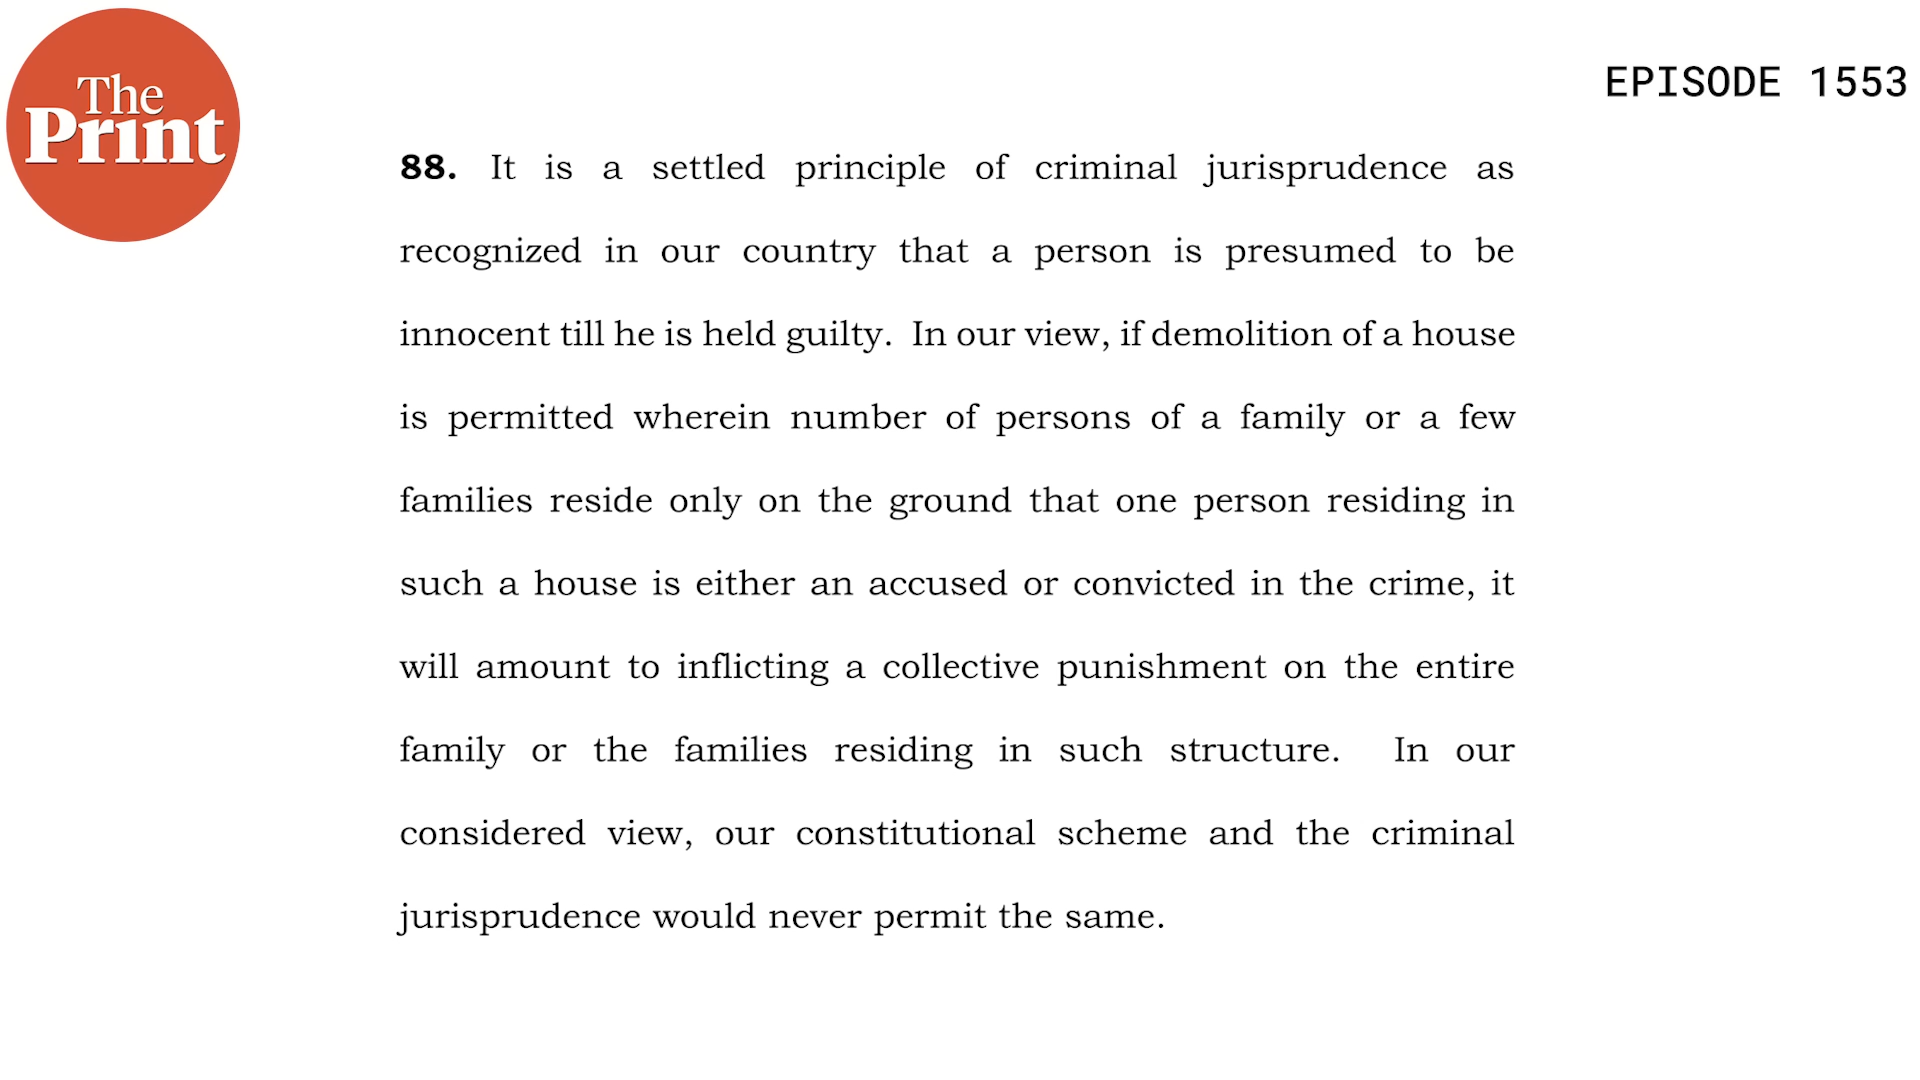 The
Print
EPISODE 1553
88. It is a settled principle of criminal jurisprudence as
recognized in our country that a person is presumed to be
innocent till he is held guilty. In our view, if demolition of a house
is permitted wherein number of persons of a family or a few
families reside only on the ground that one person residing in
such a house is either an accused or convicted in the crime, it
will amount to inflicting a collective punishment on the entire
family or the families residing in such structure. In our
considered view, our constitutional scheme and the criminal
jurisprudence would never permit the same.